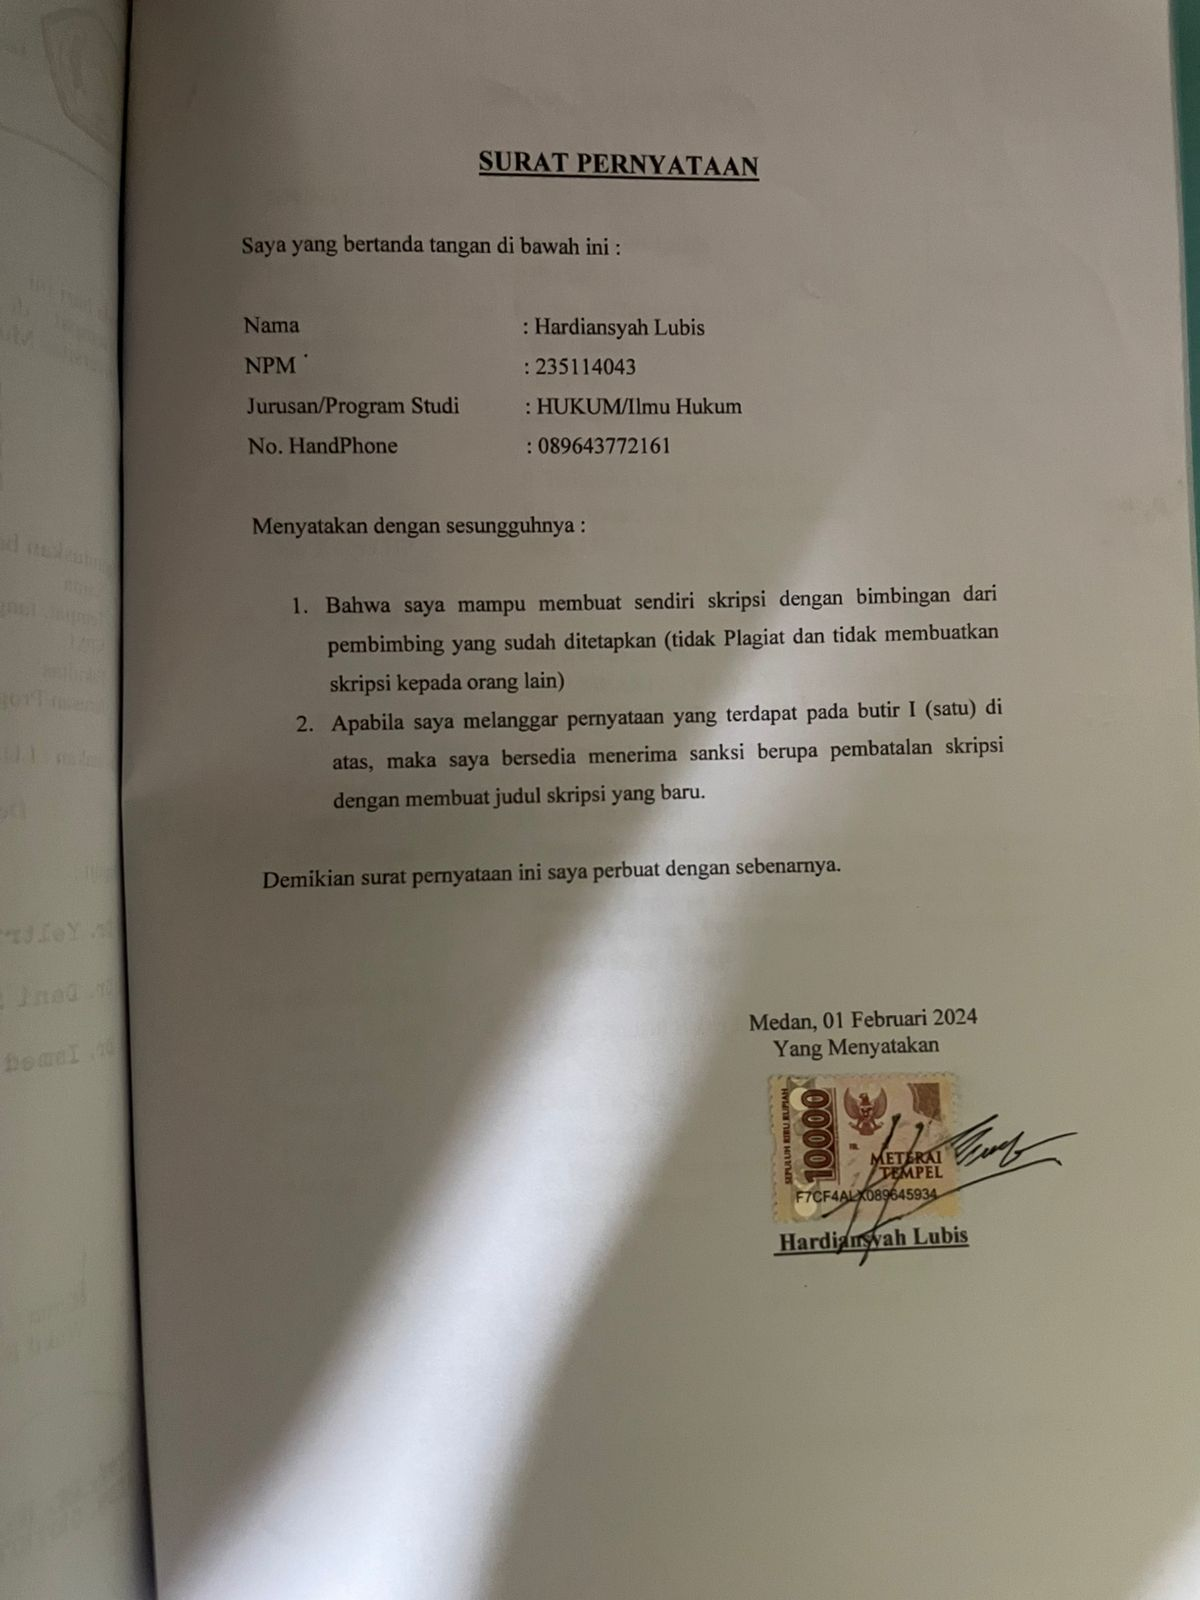 SURAT PERNYATAAN
Saya yang bertanda tangan di bawah ini :
Nama : Hardiansyah Lubis
NPM : 235114043
Jurusan/Program Studi : HUKUM/Ilmu Hukum
No. HandPhone : 089643772161
Menyatakan dengan sesungguhnya :
1. Bahwa saya mampu membuat sendiri skripsi dengan bimbingan dari
pembimbing yang sudah ditetapkan (tidak Plagiat dan tidak membuatkan
skripsi kepada orang lain)
2. Apabila saya melanggar pernyataan yang terdapat pada butir I (satu) di
atas, maka saya bersedia menerima sanksi berupa pembatalan skripsi
dengan membuat judul skripsi yang baru.
Demikian surat pernyataan ini saya perbuat dengan sebenarnya.
Medan, 01 Februari 2024
Yang Menyatakan
SEPULUH RIBU RUPIAH
10000
METERAI
TEMPEL
F7CF4ALX089645934
Hardiansyah Lubis